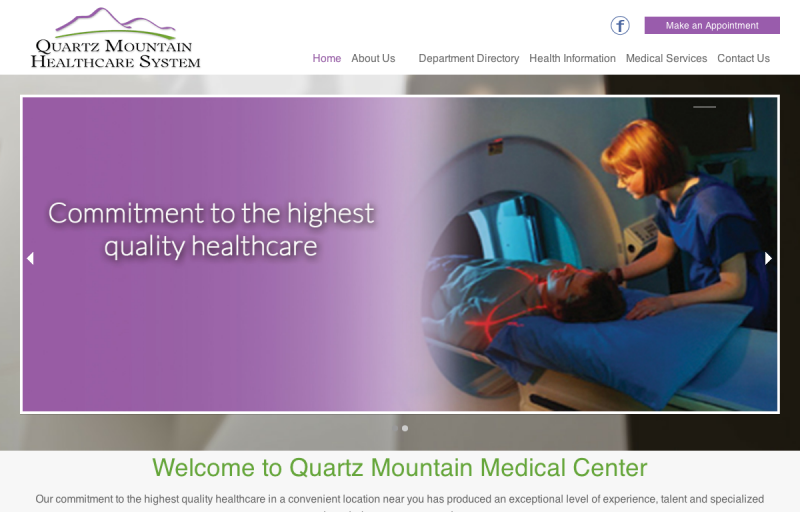 Quartz Mountain
Healthcare System
f
Make an Appointment
Home About Us Department Directory Health Information Medical Services Contact Us
Commitment to the highest
quality healthcare
Welcome to Quartz Mountain Medical Center
Our commitment to the highest quality healthcare in a convenient location near you has produced an exceptional level of experience, talent and specialized